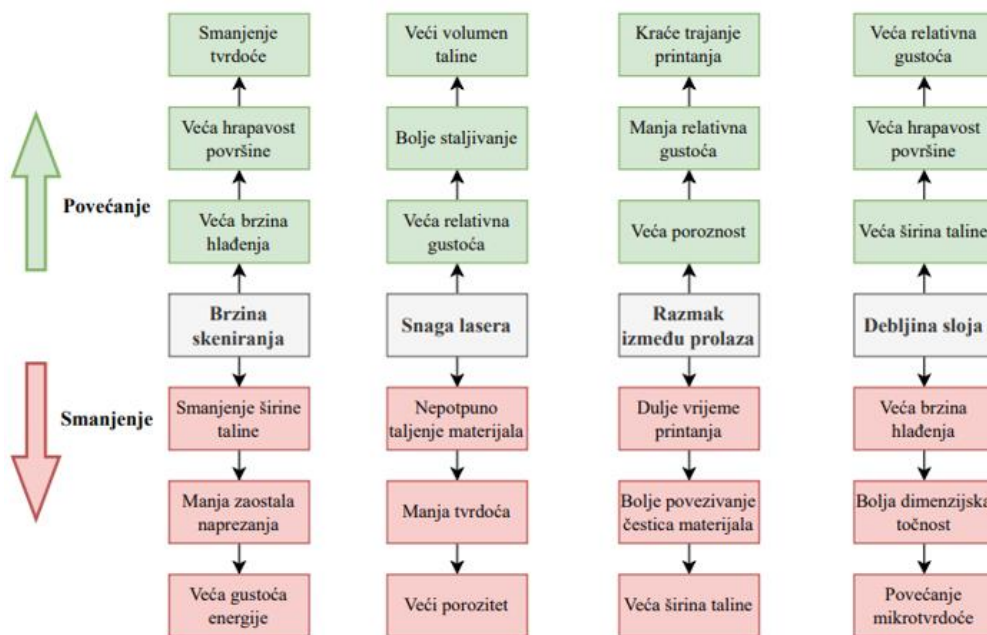 Smanjenje
tvrdoće
Veći volumen
taline
Kraće trajanje
printanja
Veća relativna
gustoća
Veća hrapavost
površine
Bolje staljivanje
Manja relativna
gustoća
Veća hrapavost
površine
Povećanje
Veća brzina
hlađenja
Veća relativna
gustoća
Veća poroznost
Veća širina taline
Brzina
skeniranja
Snaga lasera
Razmak
između prolaza
Debljina sloja
Smanjenje
Smanjenje širine
taline
Nepotpuno
taljenje materijala
Dulje vrijeme
printanja
Veća brzina
hlađenja
Manja zaostala
naprezanja
Manja tvrdoća
Bolje povezivanje
čestica materijala
Bolja dimenzijska
točnost
Veća gustoća
energije
Veći porozitet
Veća širina taline
Povećanje
mikrotvrdoće